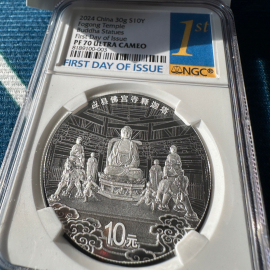 2024 China 30g S10Y
Fogong Temple
Buddha Statues
First Day of Issue
PF 70 ULTRA CAMEO
FIRST DAY OF ISSUE
1st
NGC
应县佛宫寺释迦塔
10元